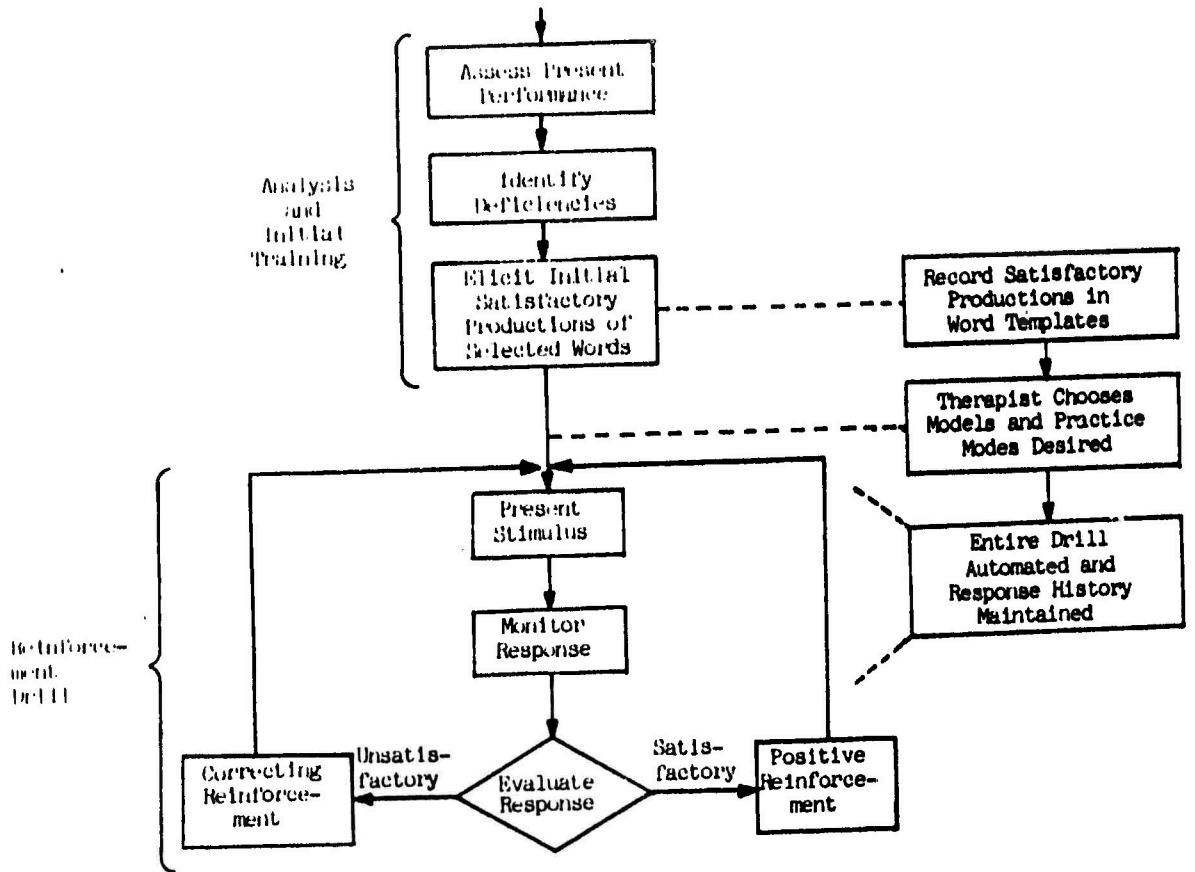 Assess Present
Performance
Identify
Deficiencies
Analysis
and
Initial
Training
Elicit Initial
Satisfactory
Productions of
Selected Words
Record Satisfactory
Productions in
Word Templates
Therapist Chooses
Models and Practice
Modes Desired
Entire Drill
Automated and
Response History
Maintained
Present
Stimulus
Monitor
Response
Reinforce-
ment
Drill
Evaluate
Response
Unsatis-
factory
Satis-
factory
Correcting
Reinforce-
ment
Positive
Reinforce-
ment